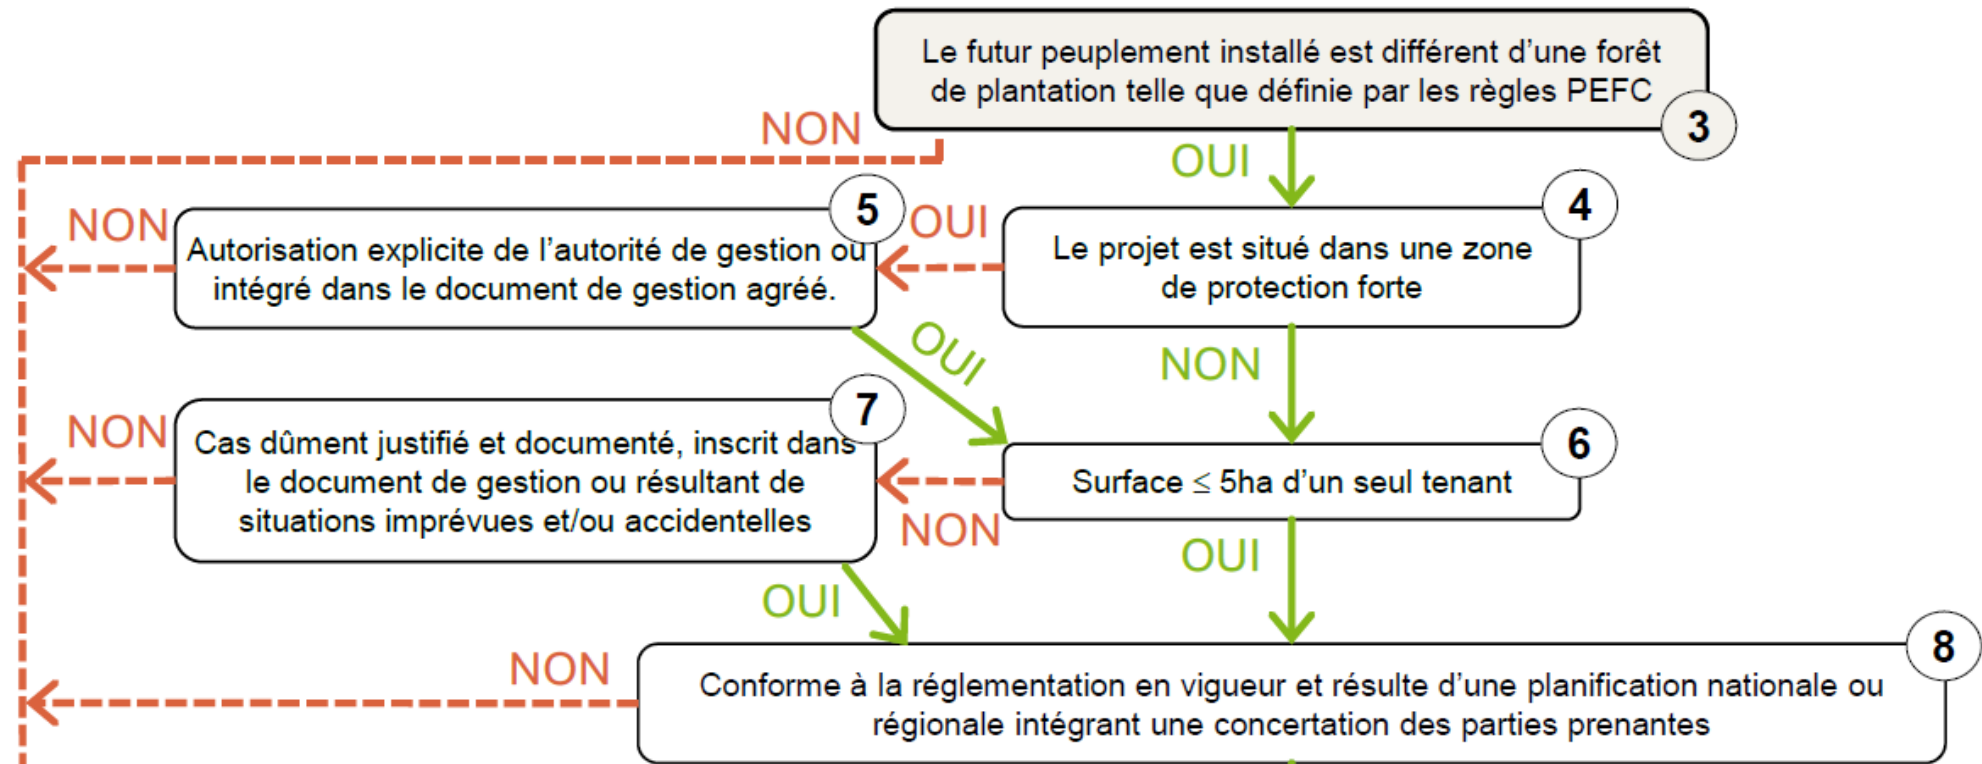 Le futur peuplement installé est différent d'une forêt
de plantation telle que définie par les règles PEFC
3
NON
OUI
4
Le projet est situé dans une zone
de protection forte
OUI
5
Autorisation explicite de l'autorité de gestion ou
intégré dans le document de gestion agréé.
NON
OUI
NON
6
Surface ≤ 5ha d'un seul tenant
NON
7
Cas dûment justifié et documenté, inscrit dans
le document de gestion ou résultant de
situations imprévues et/ou accidentelles
NON
OUI
OUI
8
Conforme à la réglementation en vigueur et résulte d'une planification nationale ou
régionale intégrant une concertation des parties prenantes
NON